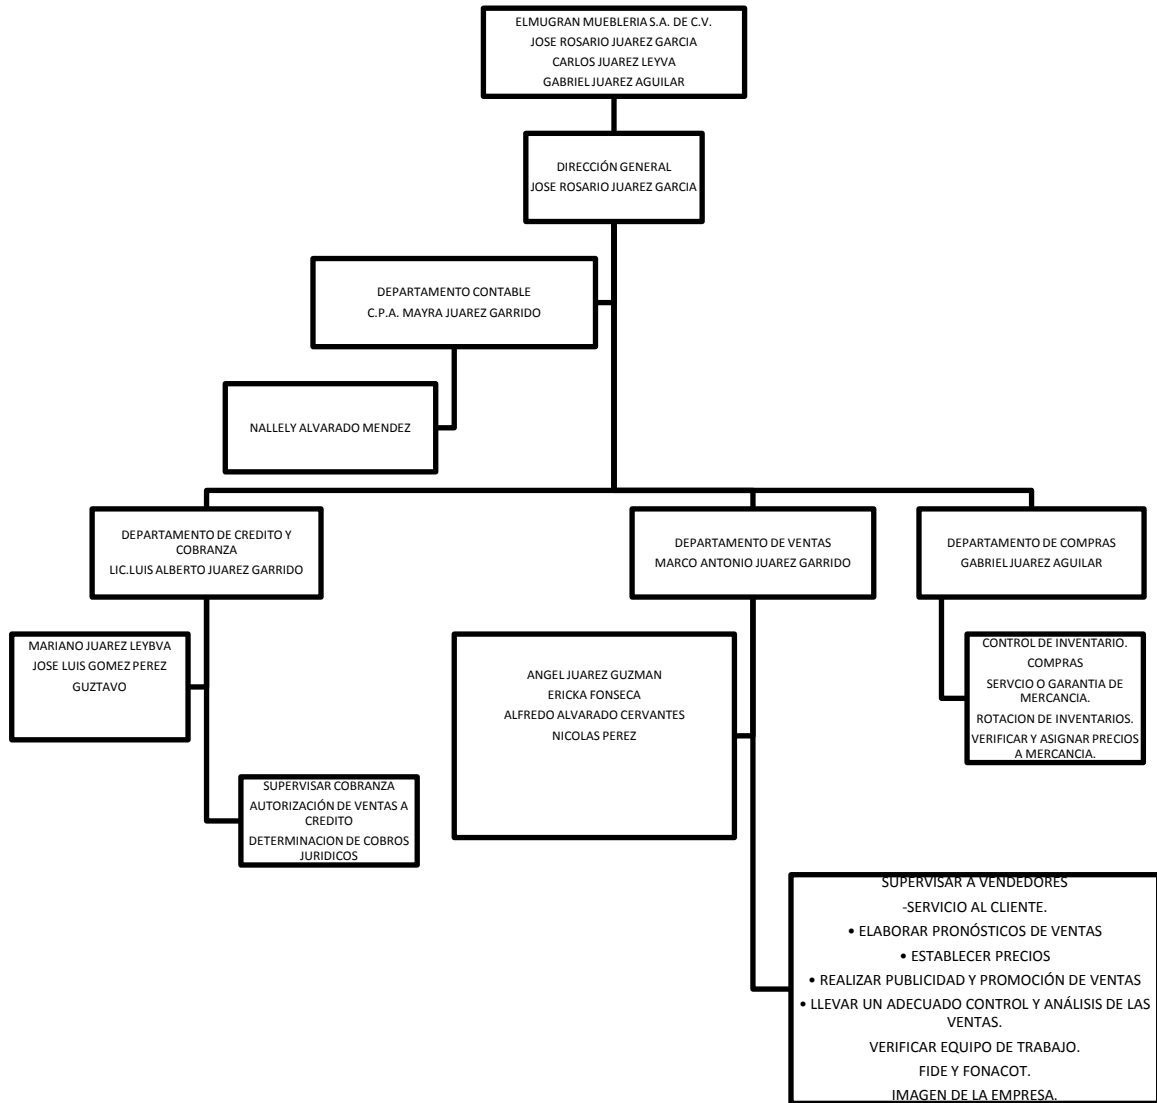 ELMUGRAN MUEBLERIA S.A. DE C.V.
JOSE ROSARIO JUAREZ GARCIA
CARLOS JUAREZ LEYVA
GABRIEL JUAREZ AGUILAR
DIRECCIÓN GENERAL
JOSE ROSARIO JUAREZ GARCIA
DEPARTAMENTO CONTABLE
C.P.A. MAYRA JUAREZ GARRIDO
NALLELY ALVARADO MENDEZ
DEPARTAMENTO DE CREDITO Y
COBRANZA
LIC.LUIS ALBERTO JUAREZ GARRIDO
DEPARTAMENTO DE VENTAS
MARCO ANTONIO JUAREZ GARRIDO
DEPARTAMENTO DE COMPRAS
GABRIEL JUAREZ AGUILAR
MARIANO JUAREZ LEYBVA
JOSE LUIS GOMEZ PEREZ
GUZTAVO
ANGEL JUAREZ GUZMAN
ERICKA FONSECA
ALFREDO ALVARADO CERVANTES
NICOLAS PEREZ
CONTROL DE INVENTARIO.
COMPRAS
SERVCIO O GARANTIA DE
MERCANCIA.
ROTACION DE INVENTARIOS.
VERIFICAR Y ASIGNAR PRECIOS
A MERCANCIA.
SUPERVISAR COBRANZA
AUTORIZACIÓN DE VENTAS A
CREDITO
DETERMINACION DE COBROS
JURIDICOS
SUPERVISAR A VENDEDORES
-SERVICIO AL CLIENTE.
• ELABORAR PRONÓSTICOS DE VENTAS
• ESTABLECER PRECIOS
• REALIZAR PUBLICIDAD Y PROMOCIÓN DE VENTAS
• LLEVAR UN ADECUADO CONTROL Y ANÁLISIS DE LAS
VENTAS.
VERIFICAR EQUIPO DE TRABAJO.
FIDE Y FONACOT.
IMAGEN DE LA EMPRESA.